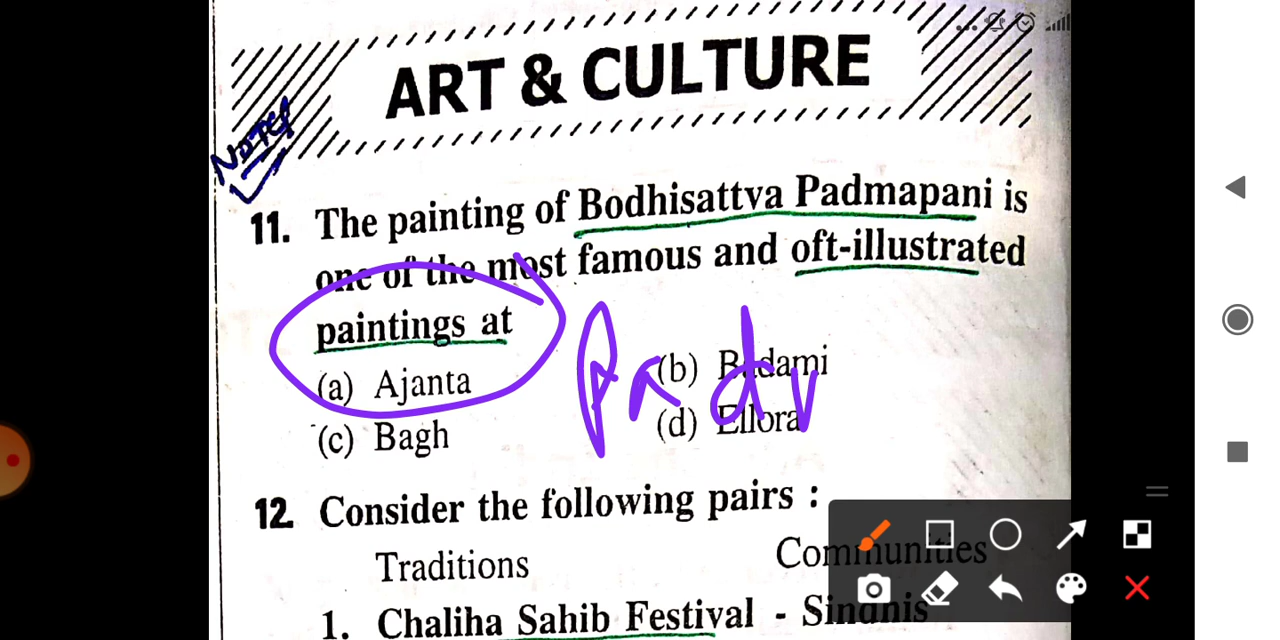 ART & CULTURE
NOTES
11. The painting of Bodhisattva Padmapani is
one of the most famous and oft-illustrated
paintings at
(a) Ajanta (b) Badami
(c) Bagh (d) Ellora
Padm
12. Consider the following pairs :
Traditions Communities
1. Chaliha Sahib Festival - Sindhis